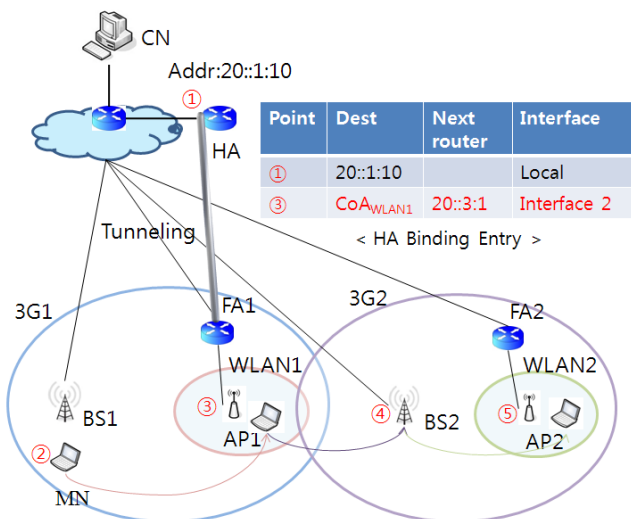 CN
Addr:20::1:10
①
HA
Point Dest Next router Interface
① 20::1:10 Local
③ CoAWLAN1 20::3:1 Interface 2
< HA Binding Entry >
Tunneling
3G1
FA1
3G2
FA2
WLAN1
WLAN2
BS1
③
AP1
④
BS2
⑤
AP2
②
MN